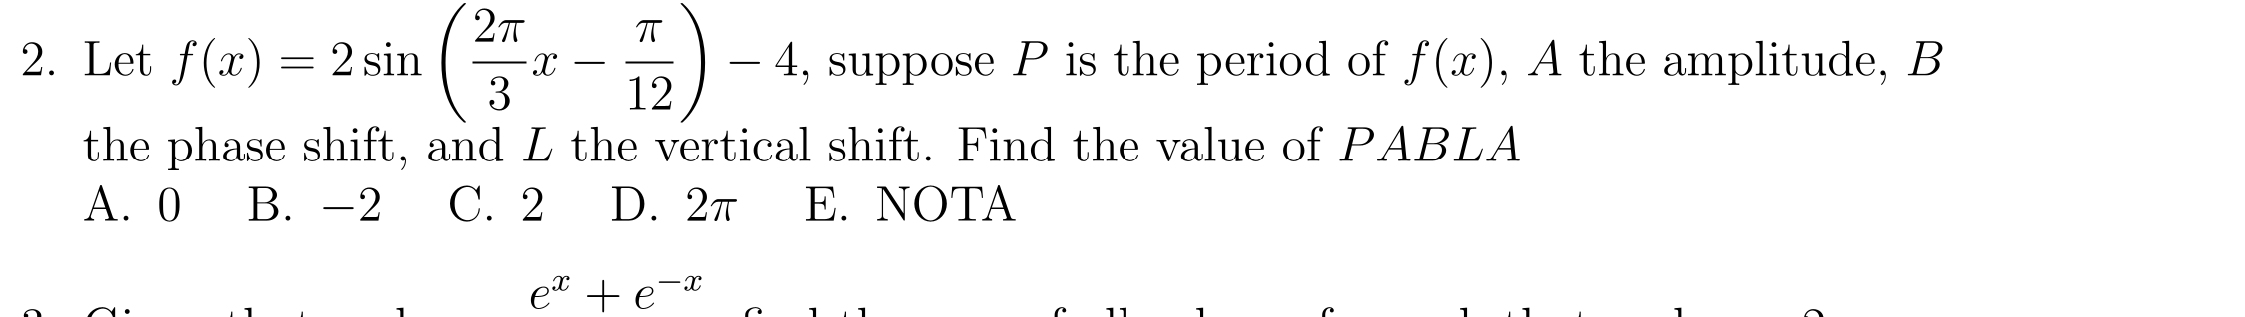 2. Let f(x) = 2 sin (2π/3 x − π/12) − 4, suppose P is the period of f(x), A the amplitude, B
the phase shift, and L the vertical shift. Find the value of PABLA
A. 0 B. −2 C. 2 D. 2π E. NOTA
e^x + e^{−x}